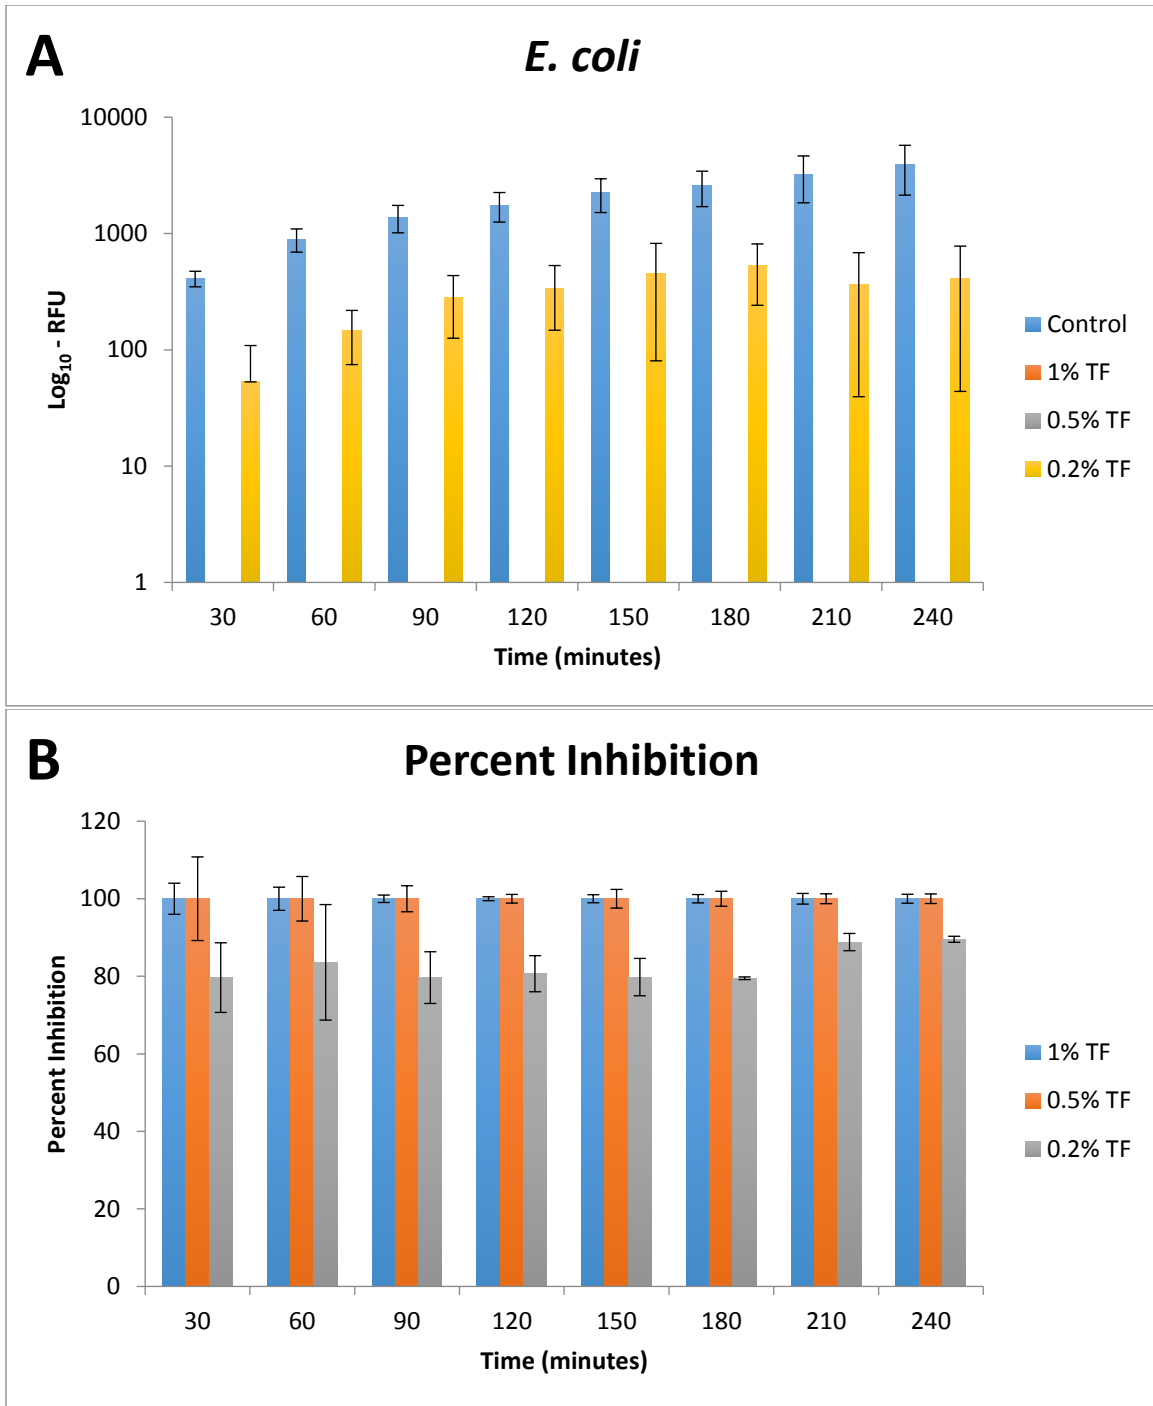 A
E. coli
10000
1000
100
10
1
Log10 - RFU
30 60 90 120 150 180 210 240
Time (minutes)
Control
1% TF
0.5% TF
0.2% TF
B
Percent Inhibition
120
100
80
60
40
20
0
Percent Inhibition
30 60 90 120 150 180 210 240
Time (minutes)
1% TF
0.5% TF
0.2% TF